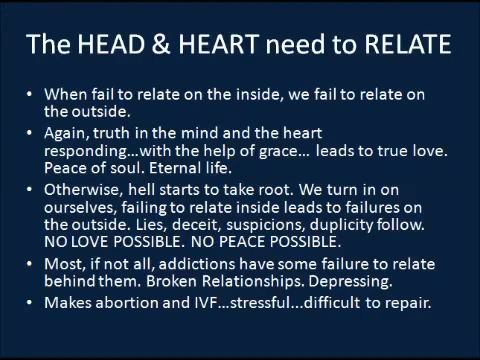 The HEAD & HEART need to RELATE
• When fail to relate on the inside, we fail to relate on
the outside.
• Again, truth in the mind and the heart
responding…with the help of grace… leads to true love.
Peace of soul. Eternal life.
• Otherwise, hell starts to take root. We turn in on
ourselves, failing to relate inside leads to failures on
the outside. Lies, deceit, suspicions, duplicity follow.
NO LOVE POSSIBLE. NO PEACE POSSIBLE.
• Most, if not all, addictions have some failure to relate
behind them. Broken Relationships. Depressing.
• Makes abortion and IVF…stressful...difficult to repair.